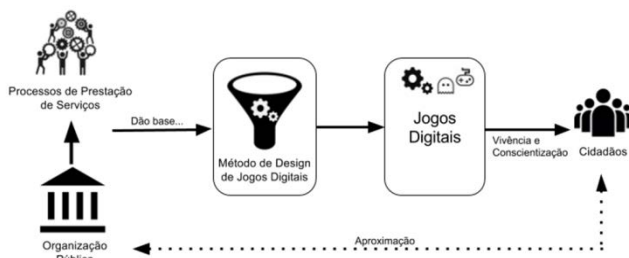 Processos de Prestação
de Serviços
Dão base...
Método de Design
de Jogos Digitais
Jogos
Digitais
Vivência e
Conscientização
Cidadãos
Aproximação
Organização
Pública